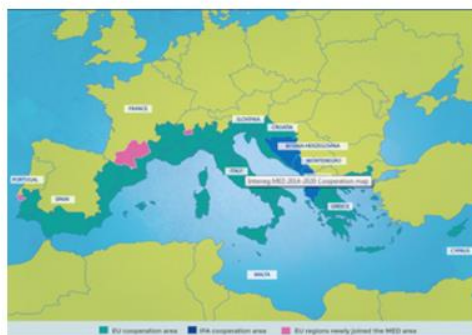 SLOVENIA
CROATIA
FRANCE
BOSNIA-HERZEGOVINA
MONTENEGRO
PORTUGAL
SPAIN
ITALY
Interreg MED 2014-2020 Cooperation map
GREECE
CYPRUS
MALTA
EU cooperation area
IPA cooperation area
EU regions newly joined the MED area